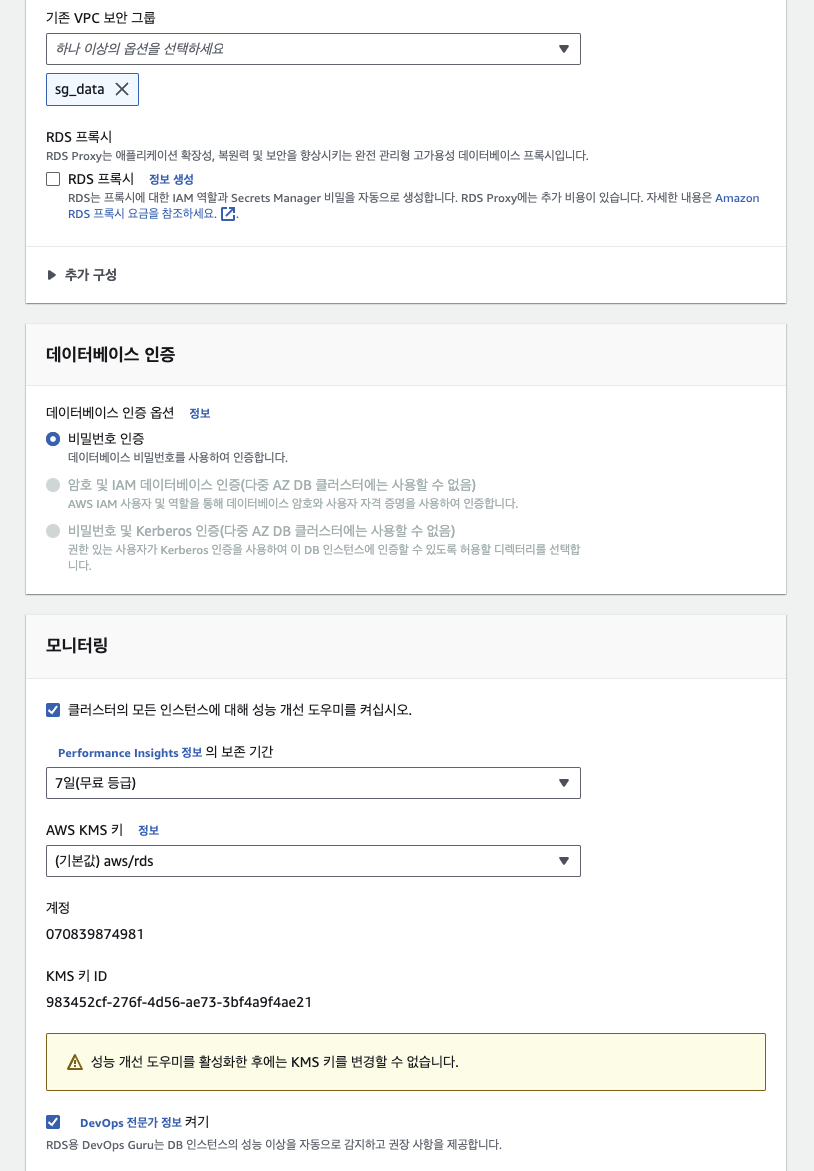 기존 VPC 보안 그룹
하나 이상의 옵션을 선택하세요
sg_data
RDS 프록시
RDS Proxy는 애플리케이션 확장성, 복원력 및 보안을 향상시키는 완전 관리형 고가용성 데이터베이스 프록시입니다.
RDS 프록시 정보 생성
RDS는 프록시에 대한 IAM 역할과 Secrets Manager 비밀을 자동으로 생성합니다. RDS Proxy에는 추가 비용이 있습니다. 자세한 내용은 Amazon
RDS 프록시 요금을 참조하세요. .
추가 구성
데이터베이스 인증
데이터베이스 인증 옵션 정보
비밀번호 인증
데이터베이스 비밀번호를 사용하여 인증합니다.
암호 및 IAM 데이터베이스 인증(다중 AZ DB 클러스터에는 사용할 수 없음)
AWS IAM 사용자 및 역할을 통해 데이터베이스 암호와 사용자 자격 증명을 사용하여 인증합니다.
비밀번호 및 Kerberos 인증(다중 AZ DB 클러스터에는 사용할 수 없음)
권한 있는 사용자가 Kerberos 인증을 사용하여 이 DB 인스턴스에 인증할 수 있도록 허용할 디렉터리를 선택합
니다.
모니터링
클러스터의 모든 인스턴스에 대해 성능 개선 도우미를 켜십시오.
Performance Insights 정보 의 보존 기간
7일(무료 등급)
AWS KMS 키 정보
(기본값) aws/rds
계정
070839874981
KMS 키 ID
983452cf-276f-4d56-ae73-3bf4a9f4ae21
성능 개선 도우미를 활성화한 후에는 KMS 키를 변경할 수 없습니다.
DevOps 전문가 정보 켜기
RDS용 DevOps Guru는 DB 인스턴스의 성능 이상을 자동으로 감지하고 권장 사항을 제공합니다.